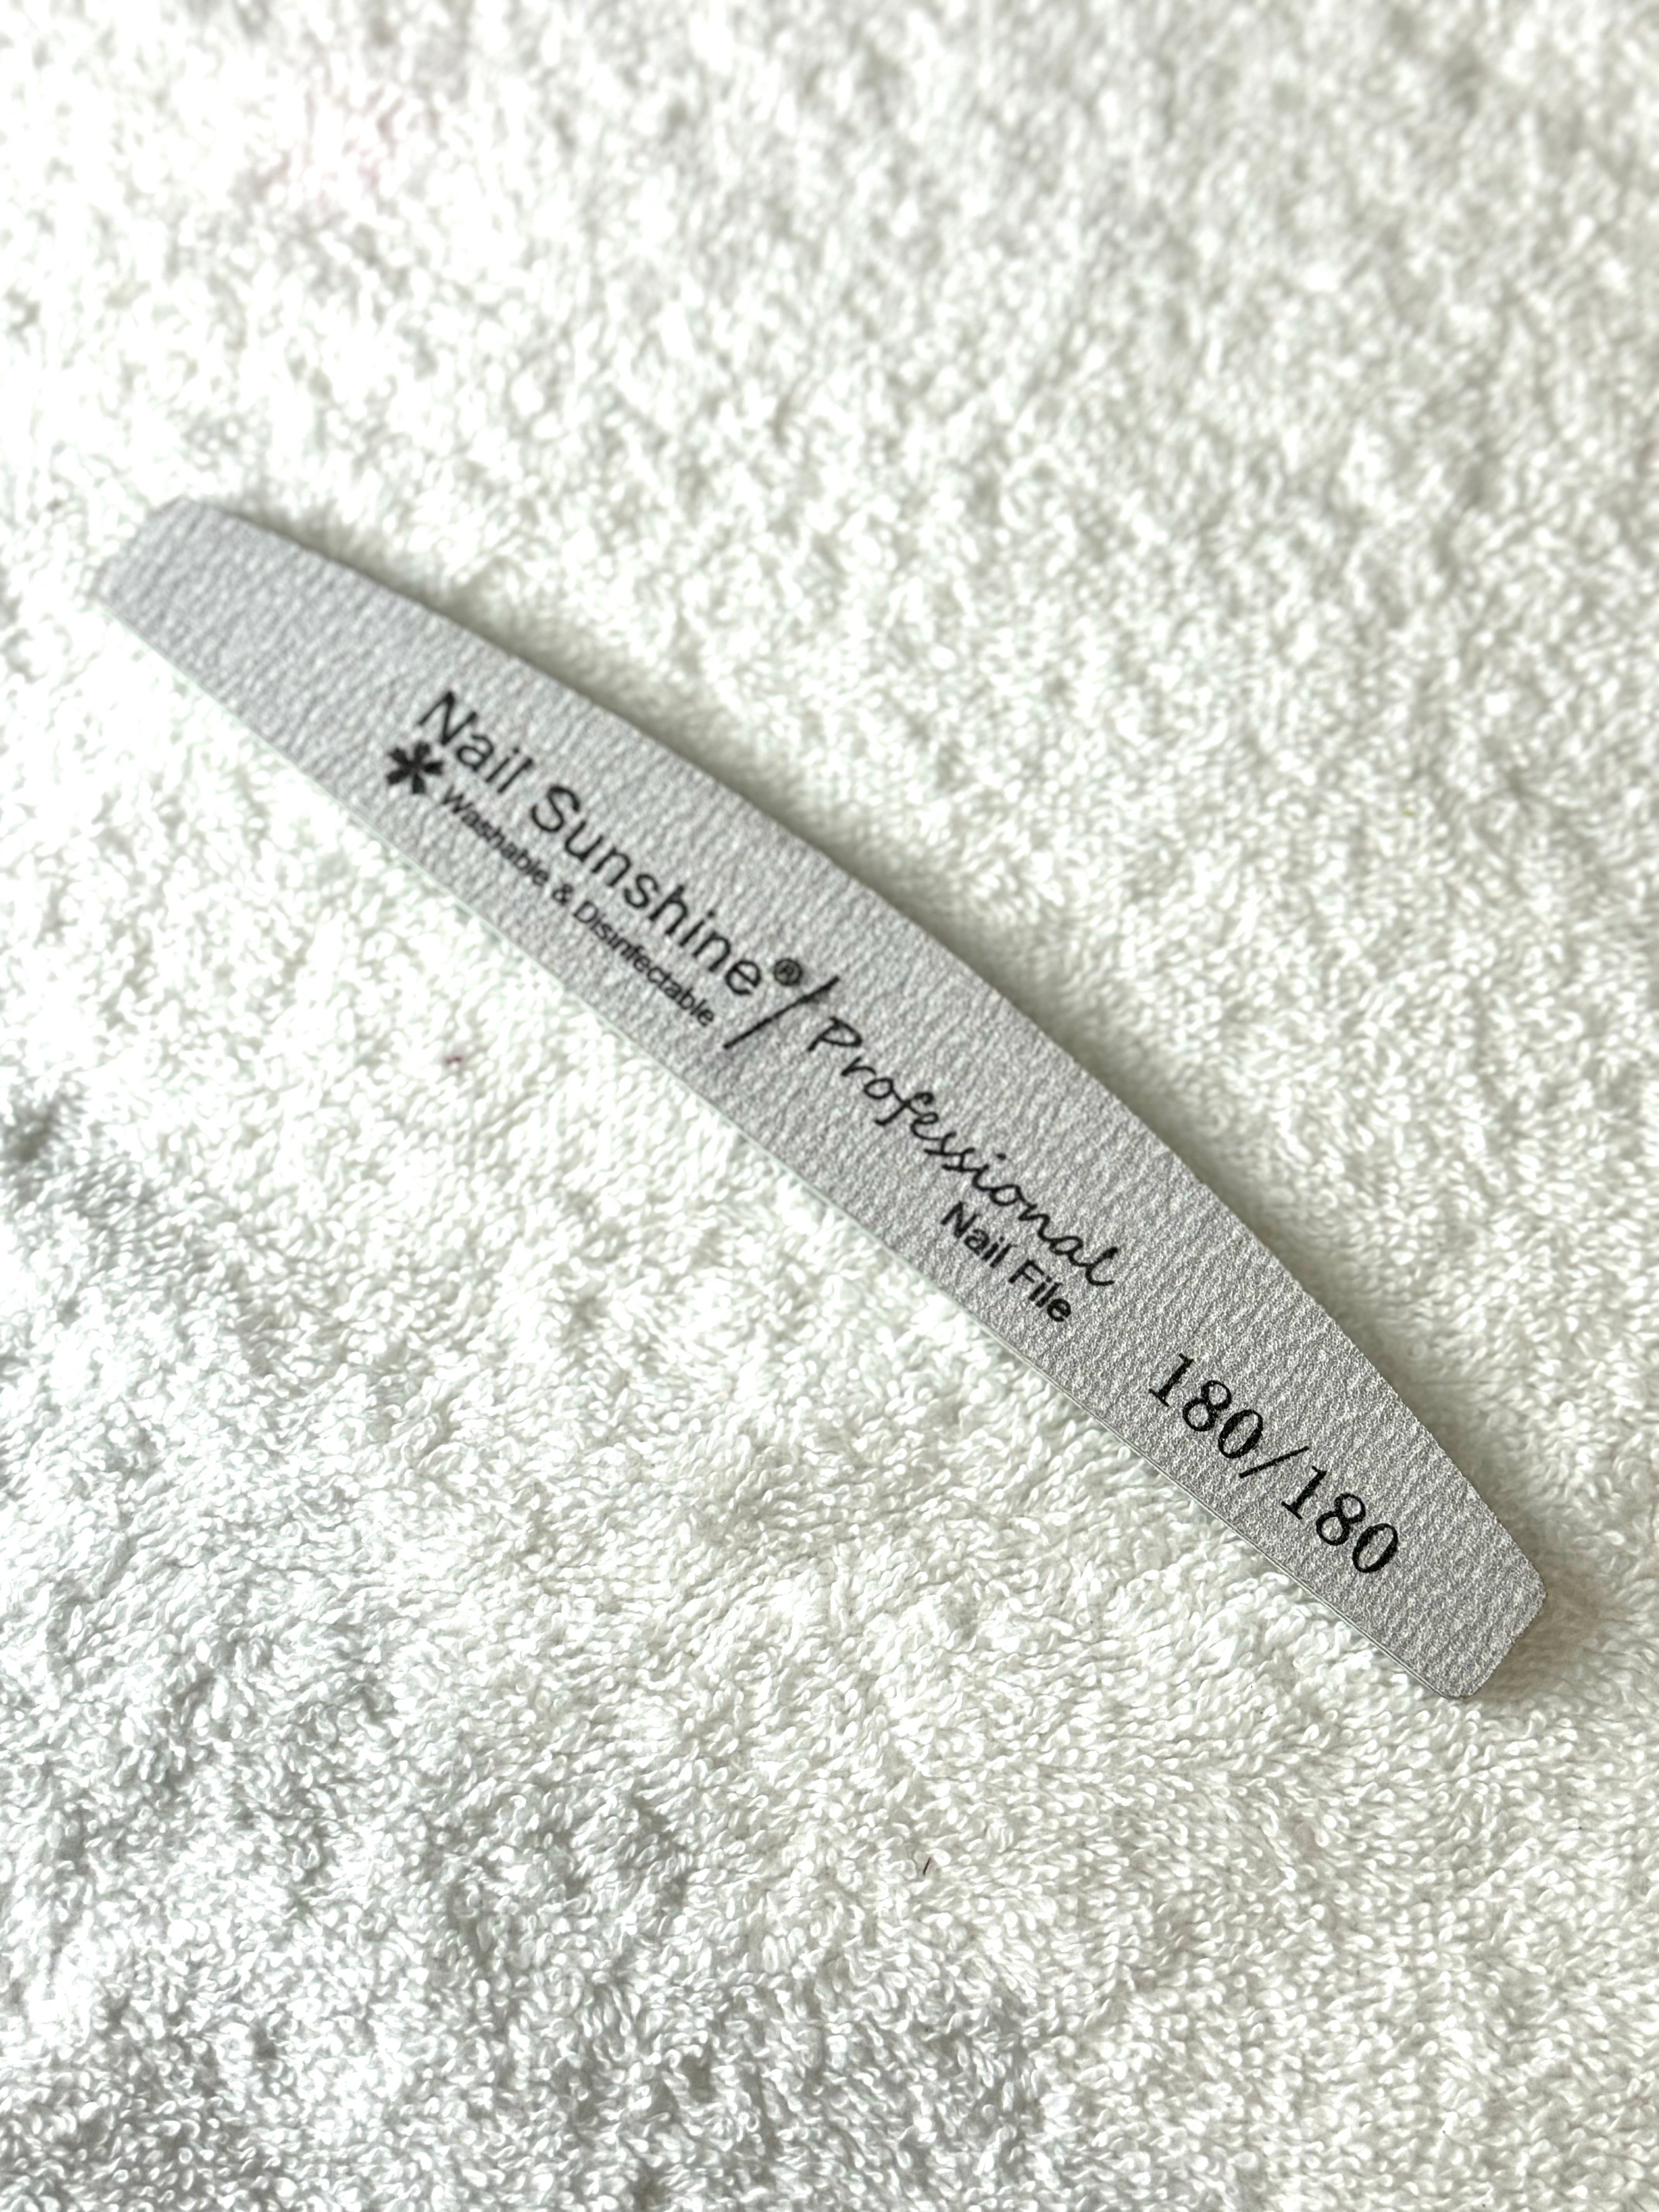 Nail Sunshine®/
* Washable & Disinfectable
Professional
Nail File
180/180